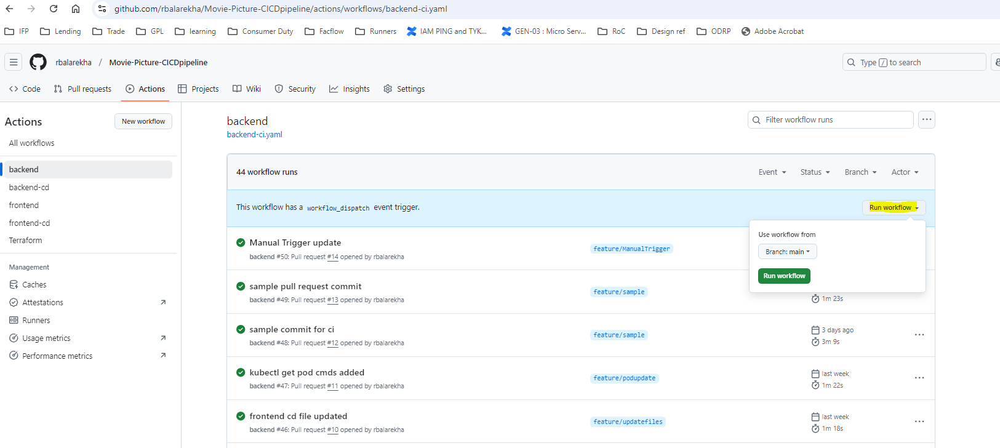 github.com/rbalarekha/Movie-Picture-CICDpipeline/actions/workflows/backend-ci.yaml
IFP Lending Trade GPL learning Consumer Duty Facflow Runners IAM PING and TYK... GEN-03 : Micro Serv... RoC Design ref ODRP Adobe Acrobat
rbalarekha / Movie-Picture-CICDpipeline Type / to search
Code Pull requests Actions Projects Wiki Security Insights Settings
Actions New workflow
All workflows
backend
backend-cd
frontend
frontend-cd
Terraform
Management
Caches
Attestations
Runners
Usage metrics
Performance metrics
backend
backend-ci.yaml
Filter workflow runs
44 workflow runs Event Status Branch Actor
This workflow has a workflow_dispatch event trigger. Run workflow
Use workflow from
Branch: main
Run workflow
Manual Trigger update
backend #50: Pull request #14 opened by rbalarekha
feature/ManualTrigger
sample pull request commit
backend #49: Pull request #13 opened by rbalarekha
feature/sample
1m 23s
sample commit for ci
backend #48: Pull request #12 opened by rbalarekha
feature/sample
3 days ago
3m 9s
kubectl get pod cmds added
backend #47: Pull request #11 opened by rbalarekha
feature/podupdate
last week
1m 22s
frontend cd file updated
backend #46: Pull request #10 opened by rbalarekha
feature/updatefiles
last week
1m 18s